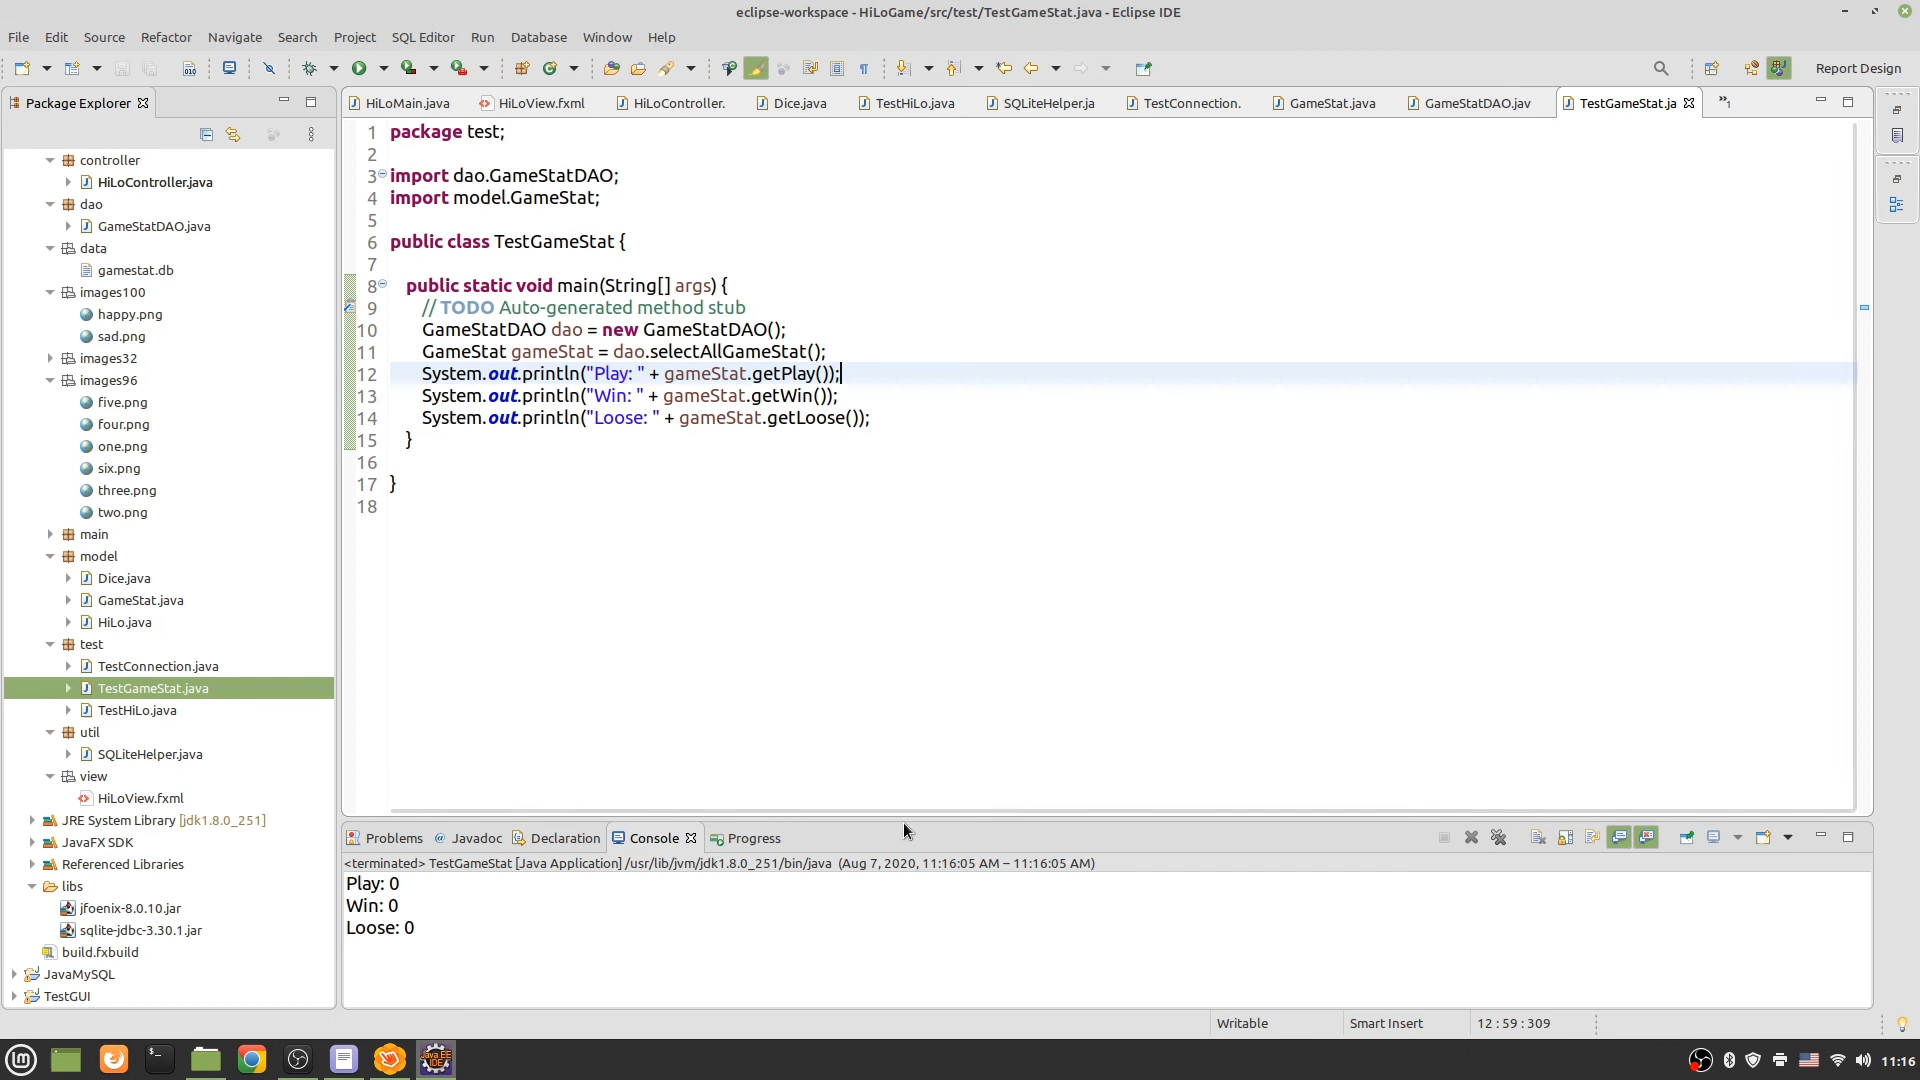 eclipse-workspace - HiLoGame/src/test/TestGameStat.java - Eclipse IDE
File Edit Source Refactor Navigate Search Project SQL Editor Run Database Window Help
Report Design
Package Explorer
HiLoMain.java HiLoView.fxml HiLoController. Dice.java TestHiLo.java SQLiteHelper.ja TestConnection. GameStat.java GameStatDAO.jav TestGameStat.ja
controller
HiLoController.java
dao
GameStatDAO.java
data
gamestat.db
images100
happy.png
sad.png
images32
images96
five.png
four.png
one.png
six.png
three.png
two.png
main
model
Dice.java
GameStat.java
HiLo.java
test
TestConnection.java
TestGameStat.java
TestHiLo.java
util
SQLiteHelper.java
view
HiLoView.fxml
JRE System Library [jdk1.8.0_251]
JavaFX SDK
Referenced Libraries
libs
jfoenix-8.0.10.jar
sqlite-jdbc-3.30.1.jar
build.fxbuild
JavaMySQL
TestGUI
1 package test;
2
3 import dao.GameStatDAO;
4 import model.GameStat;
5
6 public class TestGameStat {
7
8 public static void main(String[] args) {
9 // TODO Auto-generated method stub
10 GameStatDAO dao = new GameStatDAO();
11 GameStat gameStat = dao.selectAllGameStat();
12 System.out.println("Play: " + gameStat.getPlay());
13 System.out.println("Win: " + gameStat.getWin());
14 System.out.println("Loose: " + gameStat.getLoose());
15 }
16
17 }
18
Problems Javadoc Declaration Console Progress
<terminated> TestGameStat [Java Application] /usr/lib/jvm/jdk1.8.0_251/bin/java (Aug 7, 2020, 11:16:05 AM – 11:16:05 AM)
Play: 0
Win: 0
Loose: 0
Writable Smart Insert 12 : 59 : 309
Java EE IDE
11:16